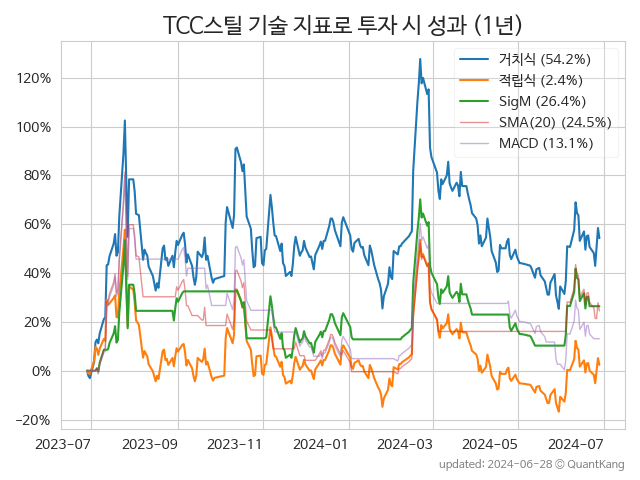 TCC스틸 기술 지표로 투자 시 성과 (1년)
거치식 (54.2%)
적립식 (2.4%)
SigM (26.4%)
SMA(20) (24.5%)
MACD (13.1%)
120%
100%
80%
60%
40%
20%
0%
−20%
2023-07 2023-09 2023-11 2024-01 2024-03 2024-05 2024-07
updated: 2024-06-28 © QuantKang